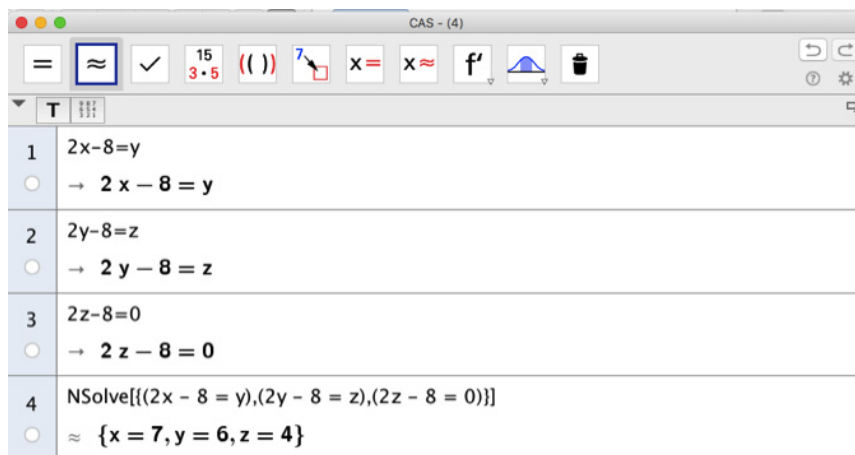 CAS - (4)
= ≈ ✓ 15 3·5 (( )) 7 x= x≈ f'
T
1 2x-8=y
→ 2 x − 8 = y
2 2y-8=z
→ 2 y − 8 = z
3 2z-8=0
→ 2 z − 8 = 0
4 NSolve[{(2x - 8 = y),(2y - 8 = z),(2z - 8 = 0)}]
≈ {x = 7, y = 6, z = 4}